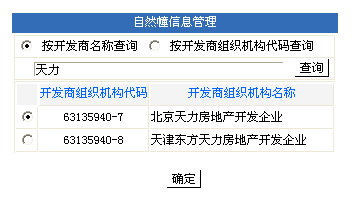 自然幢信息管理
按开发商名称查询 按开发商组织机构代码查询
天力 查询
开发商组织机构代码 开发商组织机构名称
63135940-7 北京天力房地产开发企业
63135940-8 天津东方天力房地产开发企业
确定